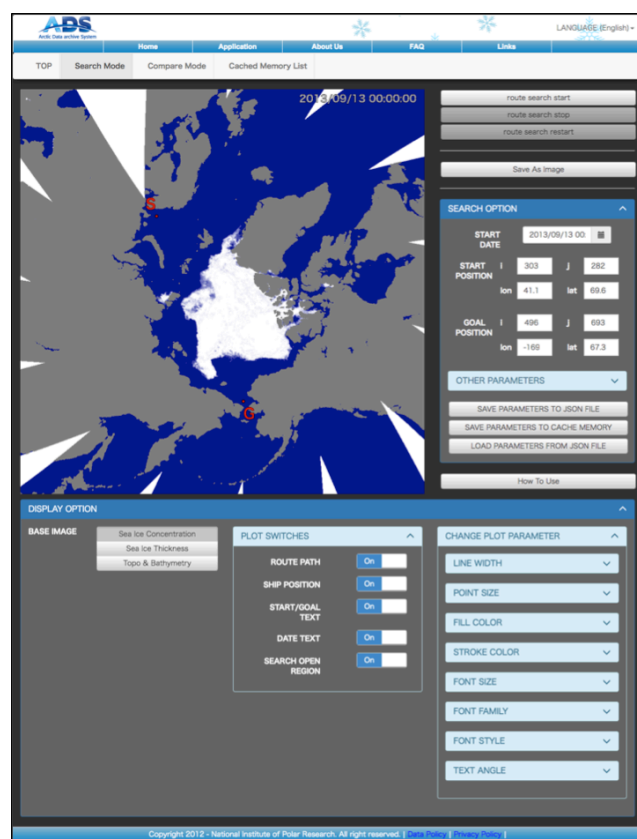 ADS
Arctic Data archive System
LANGUAGE (English)
Home Application About Us FAQ Links
TOP Search Mode Compare Mode Cached Memory List
2013/09/13 00:00:00
S
G
route search start
route search stop
route search restart
Save As Image
SEARCH OPTION
START DATE 2013/09/13 00:
START POSITION I 303 J 282
lon 41.1 lat 69.6
GOAL POSITION I 496 J 693
lon -169 lat 67.3
OTHER PARAMETERS
SAVE PARAMETERS TO JSON FILE
SAVE PARAMETERS TO CACHE MEMORY
LOAD PARAMETERS FROM JSON FILE
How To Use
DISPLAY OPTION
BASE IMAGE
Sea Ice Concentration
Sea Ice Thickness
Topo & Bathymetry
PLOT SWITCHES
ROUTE PATH On
SHIP POSITION On
START/GOAL TEXT On
DATE TEXT On
SEARCH OPEN REGION On
CHANGE PLOT PARAMETER
LINE WIDTH
POINT SIZE
FILL COLOR
STROKE COLOR
FONT SIZE
FONT FAMILY
FONT STYLE
TEXT ANGLE
Copyright 2012 - National Institute of Polar Research. All right reserved. | Data Policy | Privacy Policy |